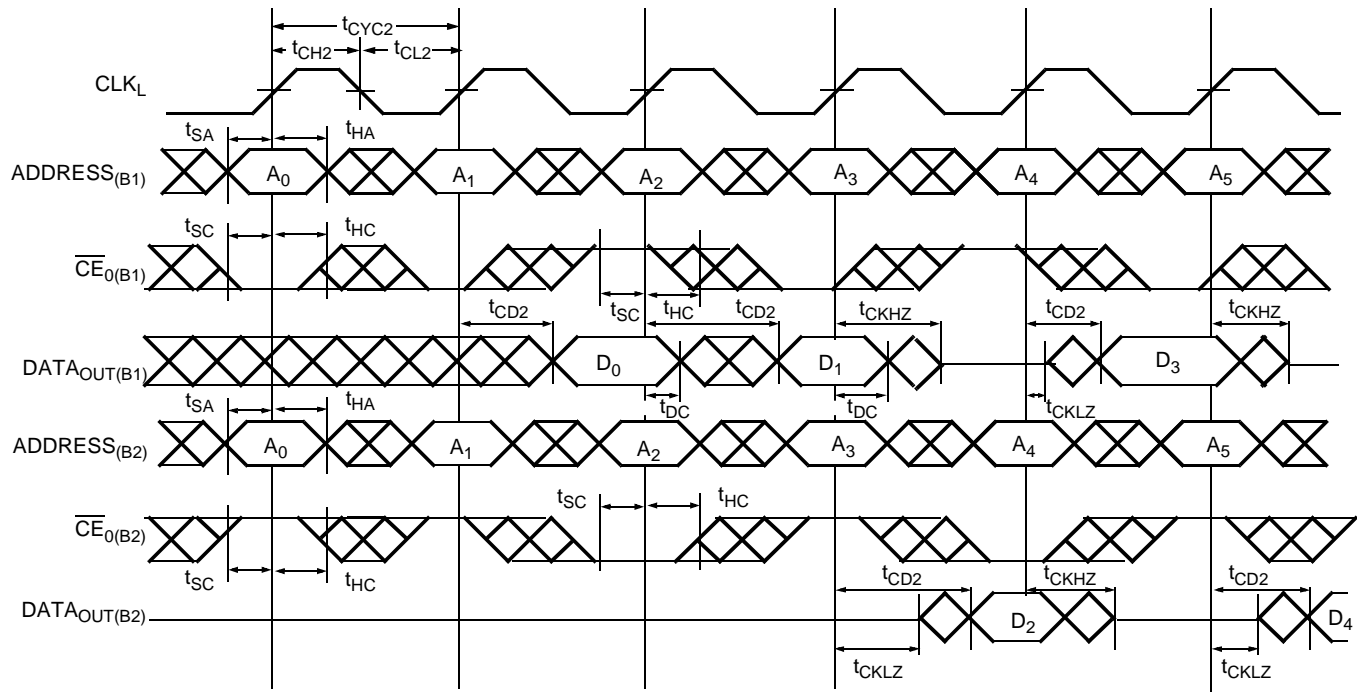 tCYC2
tCH2 tCL2
CLKL
tSA tHA
ADDRESS(B1) A0 A1 A2 A3 A4 A5
tSC tHC
CE0(B1)
tCD2 tSC tHC tCD2 tCKHZ tCD2 tCKHZ
DATAOUT(B1) D0 D1 D3
tSA tHA tDC tDC tCKLZ
ADDRESS(B2) A0 A1 A2 A3 A4 A5
tSC tHC
CE0(B2)
tSC tHC tCD2 tCKHZ tCD2
DATAOUT(B2) D2 D4
tCKLZ tCKLZ